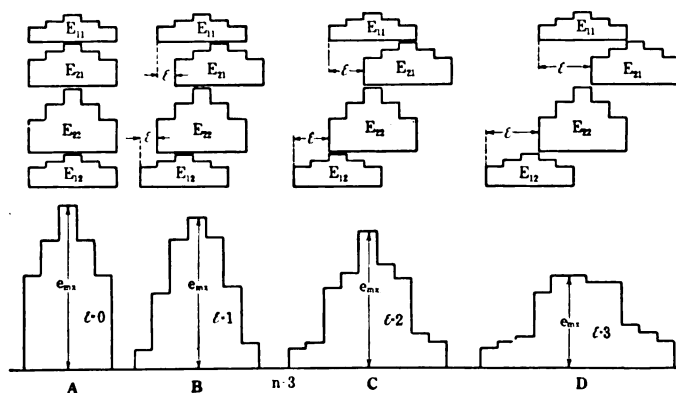 E₁₁ E₁₁ E₁₁ E₁₁
E₂₁ ℓ E₂₁ ℓ E₂₁ ℓ E₂₁
E₂₂ ℓ E₂₂ ℓ E₂₂ ℓ E₂₂
E₁₂ E₁₂ E₁₂ E₁₂
eₘₓ ℓ·0 eₘₓ ℓ·1 eₘₓ ℓ·2 eₘₓ ℓ·3
A B n·3 C D